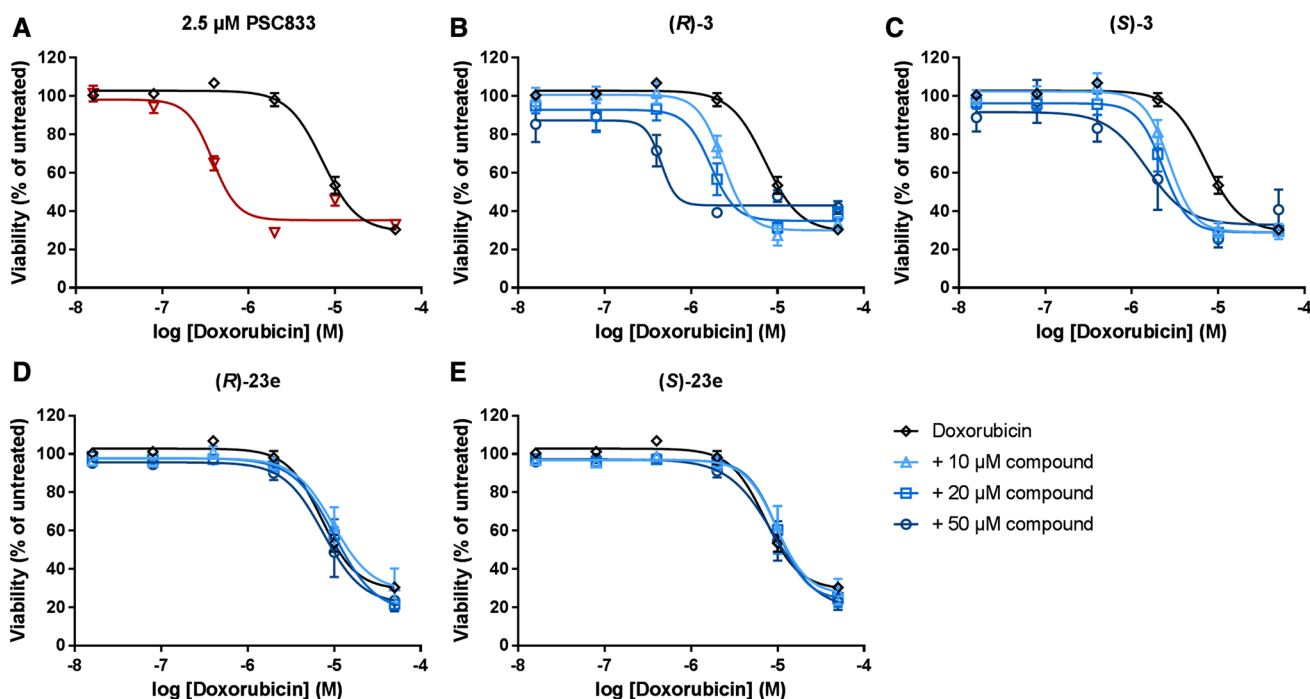 A
2.5 µM PSC833
Viability (% of untreated)
120
100
80
60
40
20
0
-8
-7
-6
-5
-4
log [Doxorubicin] (M)
B
(R)-3
Viability (% of untreated)
120
100
80
60
40
20
0
-8
-7
-6
-5
-4
log [Doxorubicin] (M)
C
(S)-3
Viability (% of untreated)
120
100
80
60
40
20
0
-8
-7
-6
-5
-4
log [Doxorubicin] (M)
D
(R)-23e
Viability (% of untreated)
120
100
80
60
40
20
0
-8
-7
-6
-5
-4
log [Doxorubicin] (M)
E
(S)-23e
Viability (% of untreated)
120
100
80
60
40
20
0
-8
-7
-6
-5
-4
log [Doxorubicin] (M)
Doxorubicin
+ 10 µM compound
+ 20 µM compound
+ 50 µM compound